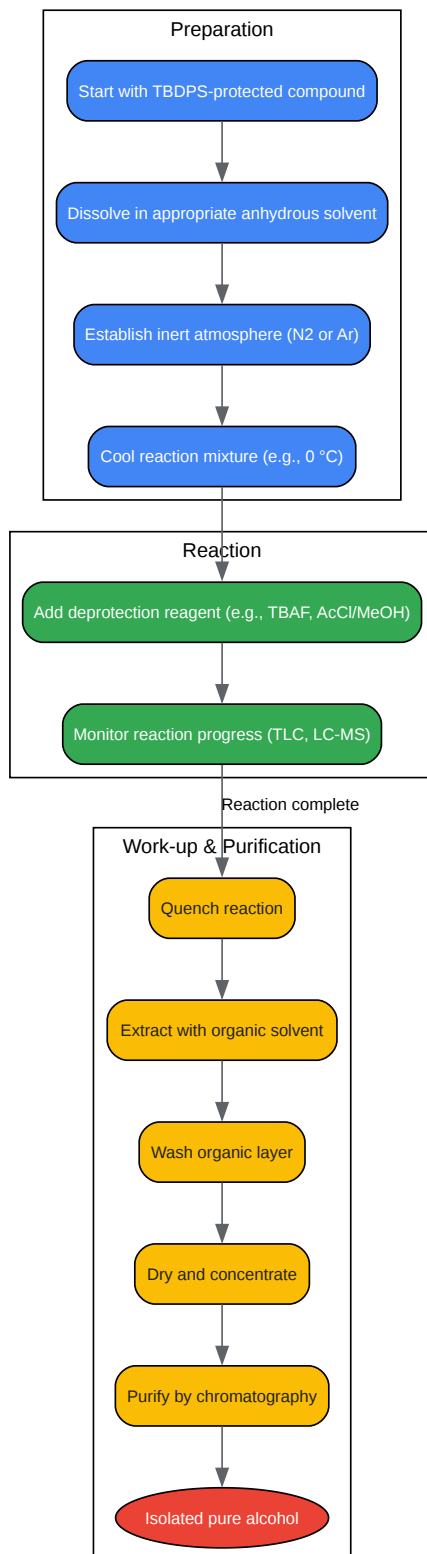 Preparation
Start with TBDPS-protected compound
Dissolve in appropriate anhydrous solvent
Establish inert atmosphere (N2 or Ar)
Cool reaction mixture (e.g., 0 °C)
Reaction
Add deprotection reagent (e.g., TBAF, AcCl/MeOH)
Monitor reaction progress (TLC, LC-MS)
Reaction complete
Work-up & Purification
Quench reaction
Extract with organic solvent
Wash organic layer
Dry and concentrate
Purify by chromatography
Isolated pure alcohol